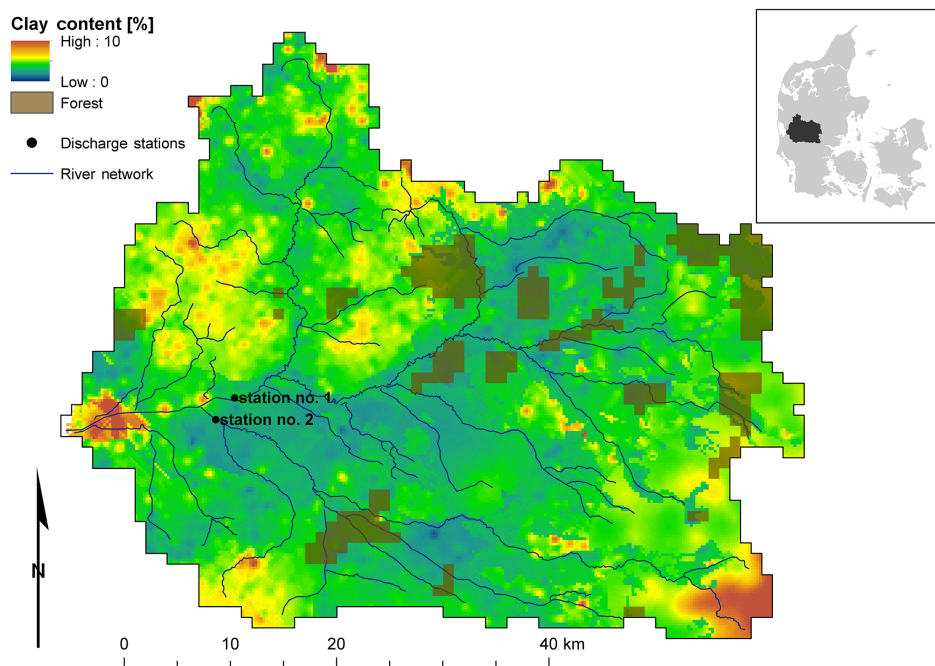 Clay content [%]
High : 10
Low : 0
Forest
Discharge stations
River network
station no. 1
station no. 2
N
0 10 20 40 km